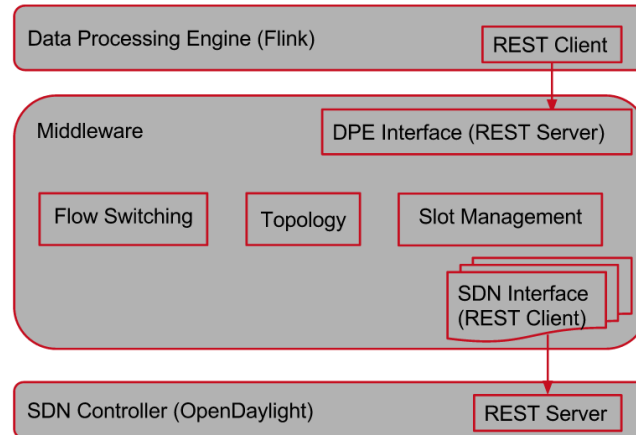 Data Processing Engine (Flink)
REST Client
Middleware
DPE Interface (REST Server)
Flow Switching
Topology
Slot Management
SDN Interface
(REST Client)
SDN Controller (OpenDaylight)
REST Server